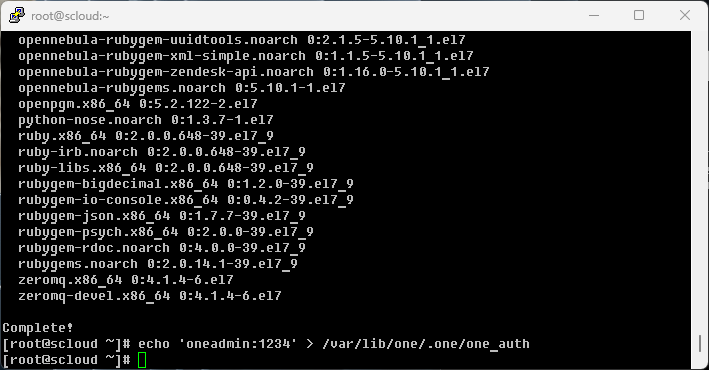 root@scloud:~
opennebula-rubygem-uuidtools.noarch 0:2.1.5-5.10.1_1.el7
opennebula-rubygem-xml-simple.noarch 0:1.1.5-5.10.1_1.el7
opennebula-rubygem-zendesk-api.noarch 0:1.16.0-5.10.1_1.el7
opennebula-rubygems.noarch 0:5.10.1-1.el7
openpgm.x86_64 0:5.2.122-2.el7
python-nose.noarch 0:1.3.7-1.el7
ruby.x86_64 0:2.0.0.648-39.el7_9
ruby-irb.noarch 0:2.0.0.648-39.el7_9
ruby-libs.x86_64 0:2.0.0.648-39.el7_9
rubygem-bigdecimal.x86_64 0:1.2.0-39.el7_9
rubygem-io-console.x86_64 0:0.4.2-39.el7_9
rubygem-json.x86_64 0:1.7.7-39.el7_9
rubygem-psych.x86_64 0:2.0.0-39.el7_9
rubygem-rdoc.noarch 0:4.0.0-39.el7_9
rubygems.noarch 0:2.0.14.1-39.el7_9
zeromq.x86_64 0:4.1.4-6.el7
zeromq-devel.x86_64 0:4.1.4-6.el7
Complete!
[root@scloud ~]# echo 'oneadmin:1234' > /var/lib/one/.one/one_auth
[root@scloud ~]#